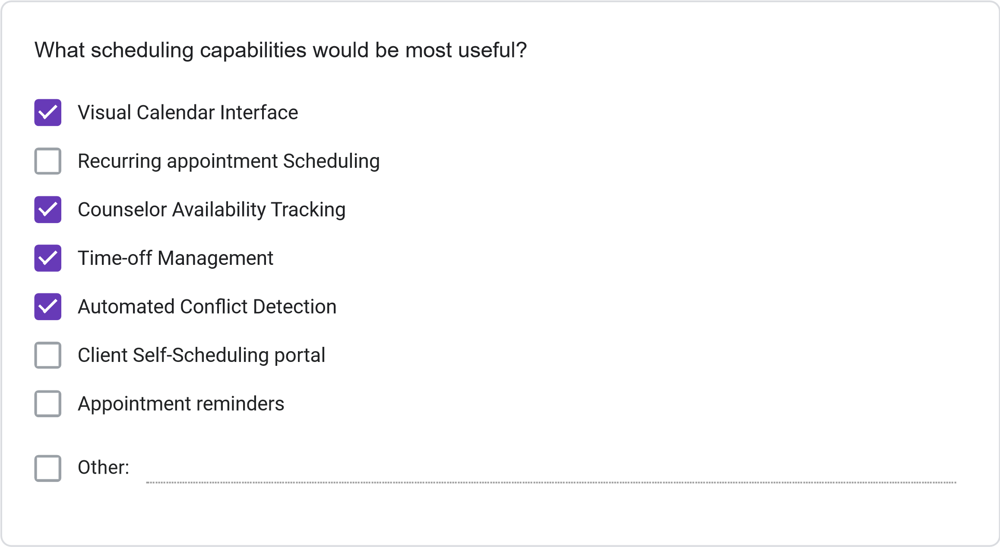 What scheduling capabilities would be most useful?
Visual Calendar Interface
Recurring appointment Scheduling
Counselor Availability Tracking
Time-off Management
Automated Conflict Detection
Client Self-Scheduling portal
Appointment reminders
Other: